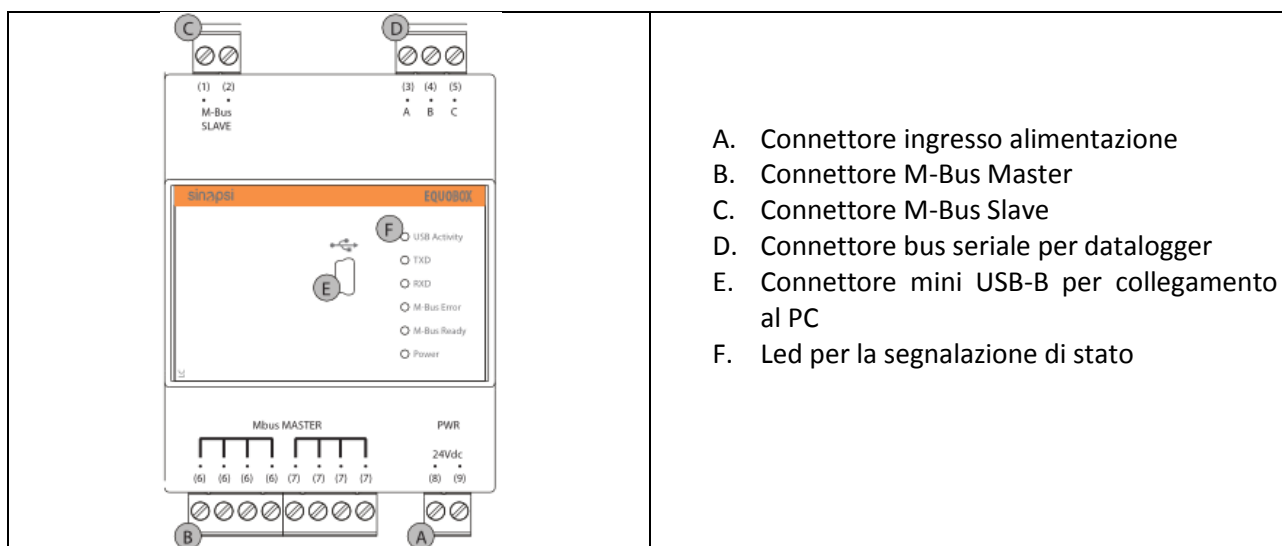 C
D
(1) (2)
(3) (4) (5)
M-Bus
SLAVE
A B C
sinapsi
EQUOBOX
F
USB Activity
TXD
E
RXD
M-Bus Error
M-Bus Ready
Power
Mbus MASTER
PWR
24Vdc
(6) (6) (6) (6) (7) (7) (7) (7)
(8) (9)
B
A
A. Connettore ingresso alimentazione
B. Connettore M-Bus Master
C. Connettore M-Bus Slave
D. Connettore bus seriale per datalogger
E. Connettore mini USB-B per collegamento
al PC
F. Led per la segnalazione di stato